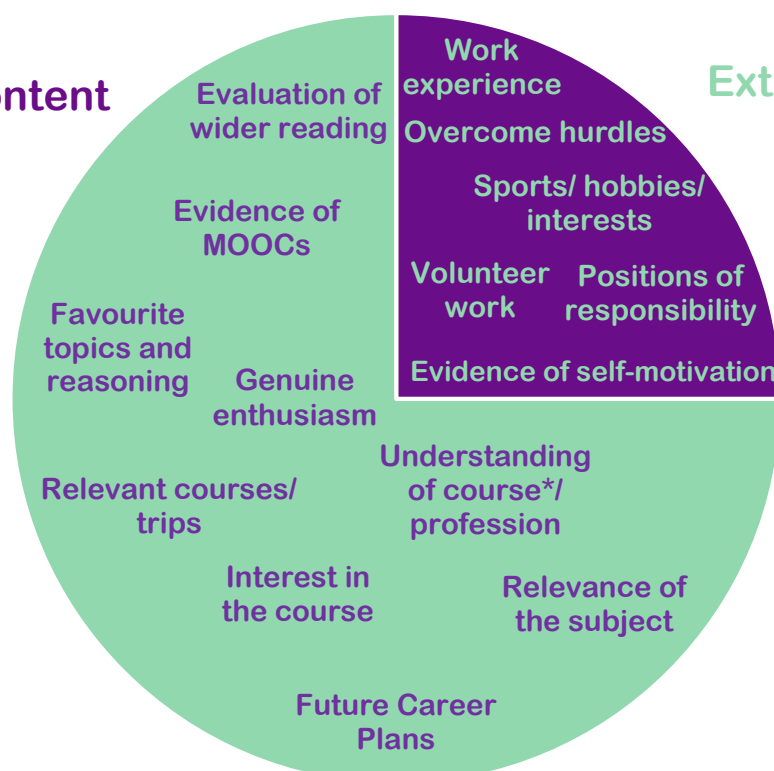 ontent
Ext
Evaluation of
wider reading
Evidence of
MOOCs
Favourite
topics and
reasoning
Genuine
enthusiasm
Relevant courses/
trips
Understanding
of course*/
profession
Interest in
the course
Relevance of
the subject
Future Career
Plans
Work
experience
Overcome hurdles
Sports/ hobbies/
interests
Volunteer
work
Positions of
responsibility
Evidence of self-motivation